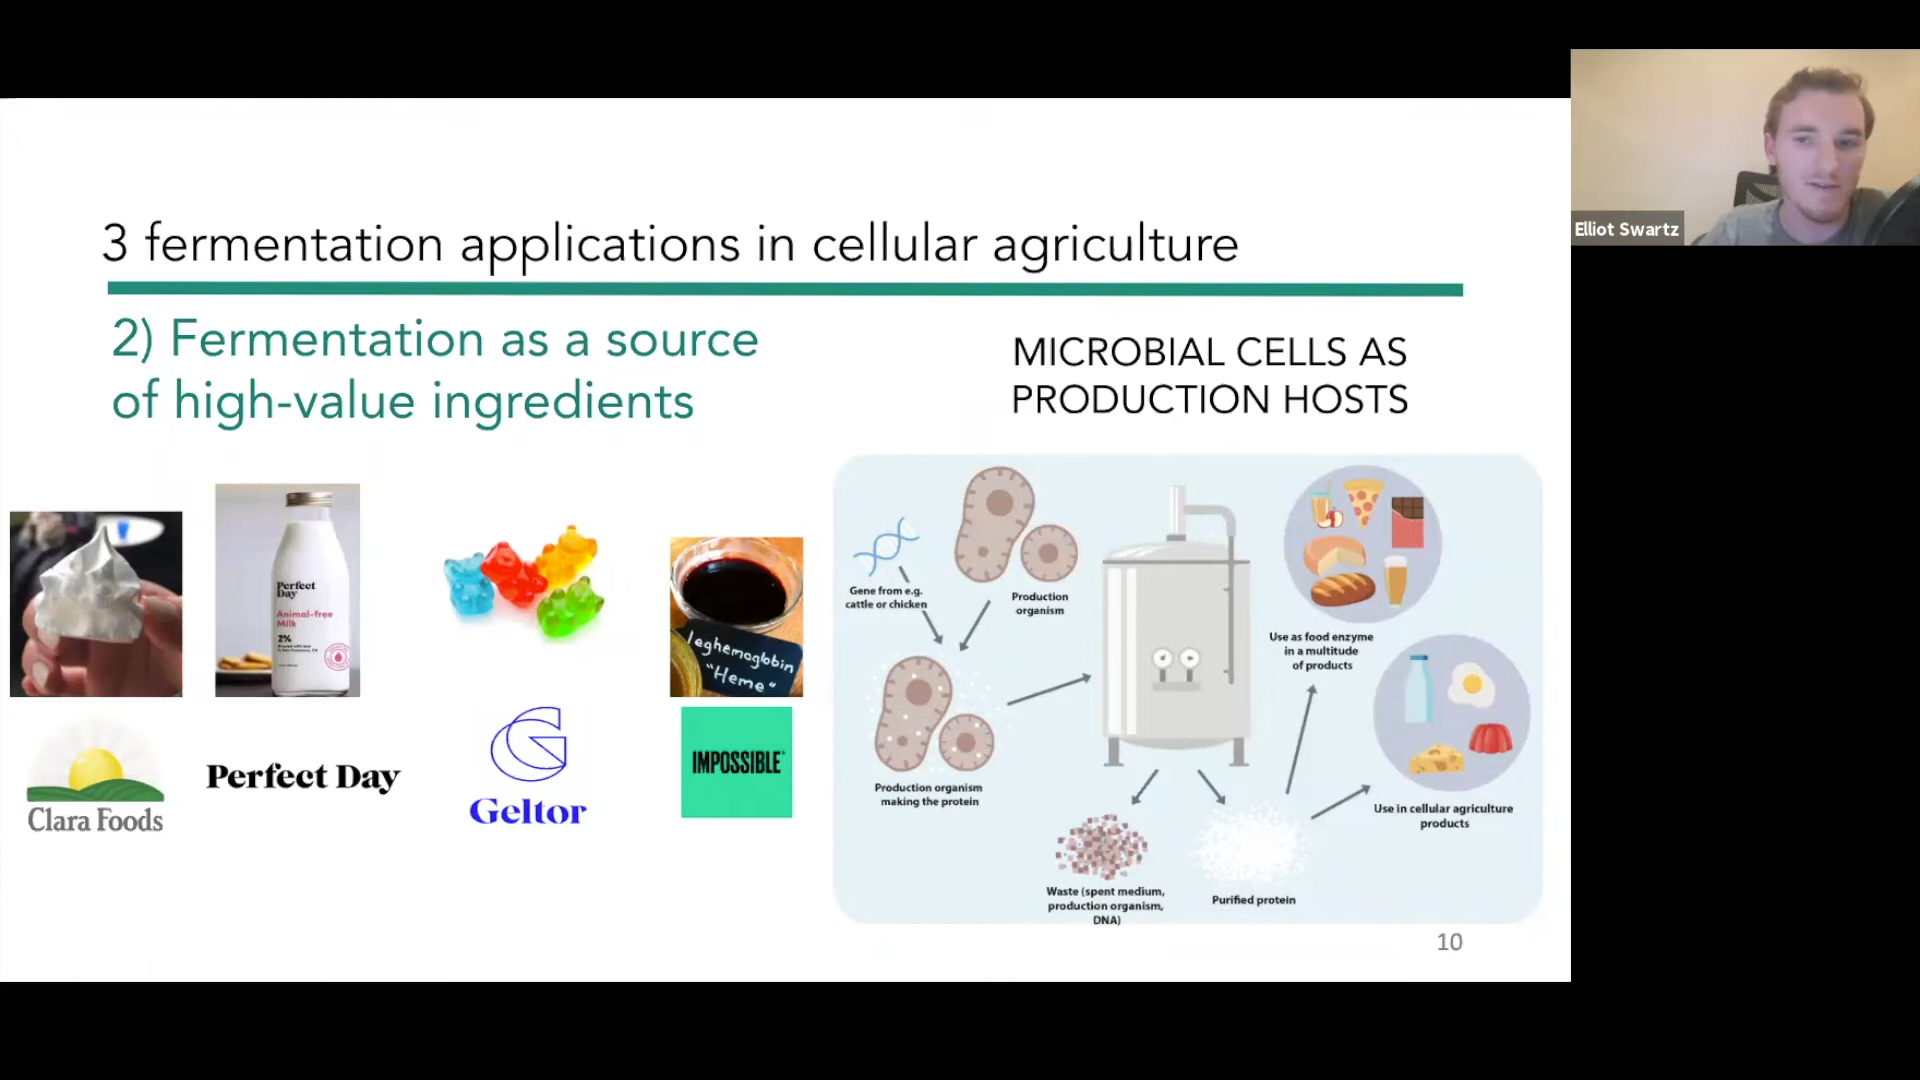 3 fermentation applications in cellular agriculture
2) Fermentation as a source
of high-value ingredients
MICROBIAL CELLS AS
PRODUCTION HOSTS
Perfect
Day
Animal-free
Milk
2%
leghemoglobin
"Heme"
Clara Foods
Perfect Day
Geltor
IMPOSSIBLE
Gene from e.g.
cattle or chicken
Production
organism
Production organism
making the protein
Waste (spent medium,
production organism,
DNA)
Purified protein
Use as food enzyme
in a multitude
of products
Use in cellular agriculture
products
10
Elliot Swartz